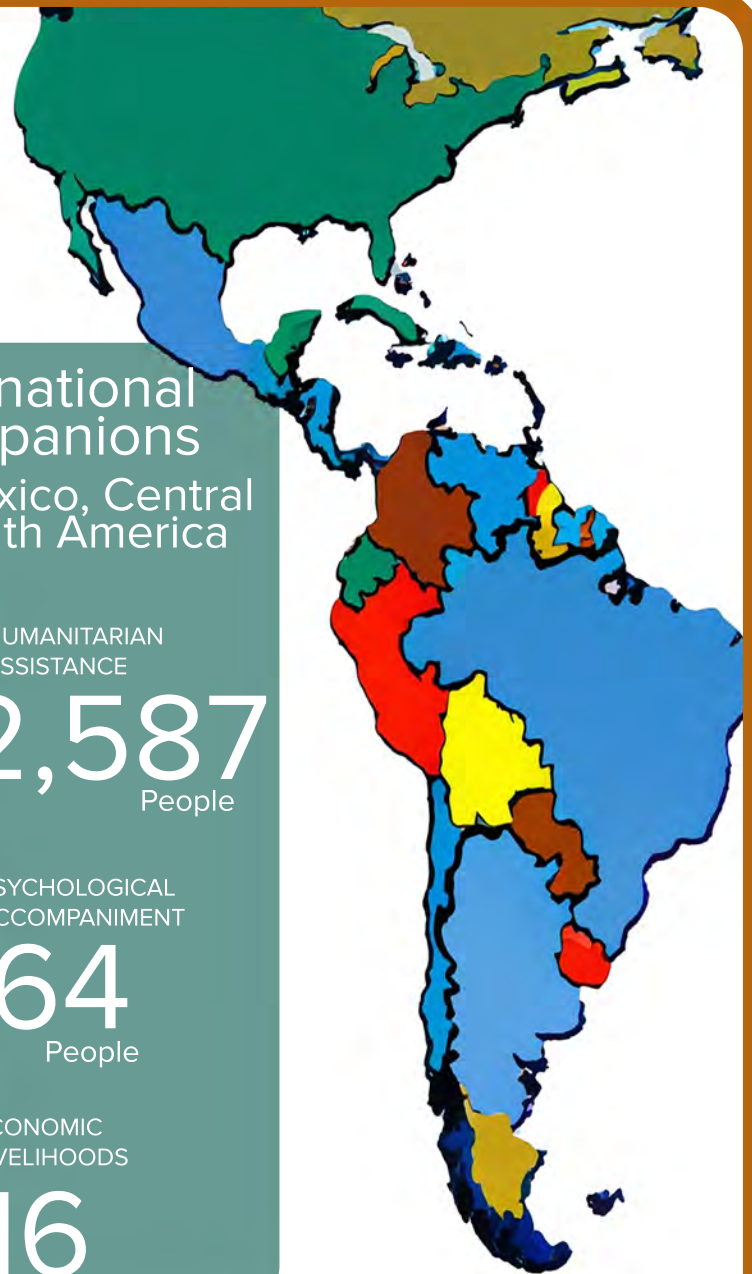 national
panions
xico, Central
th America
UMANITARIAN
SSISTANCE
2,587
People
SYCHOLOGICAL
CCOMPANIMENT
64
People
CONOMIC
VELIHOODS
16